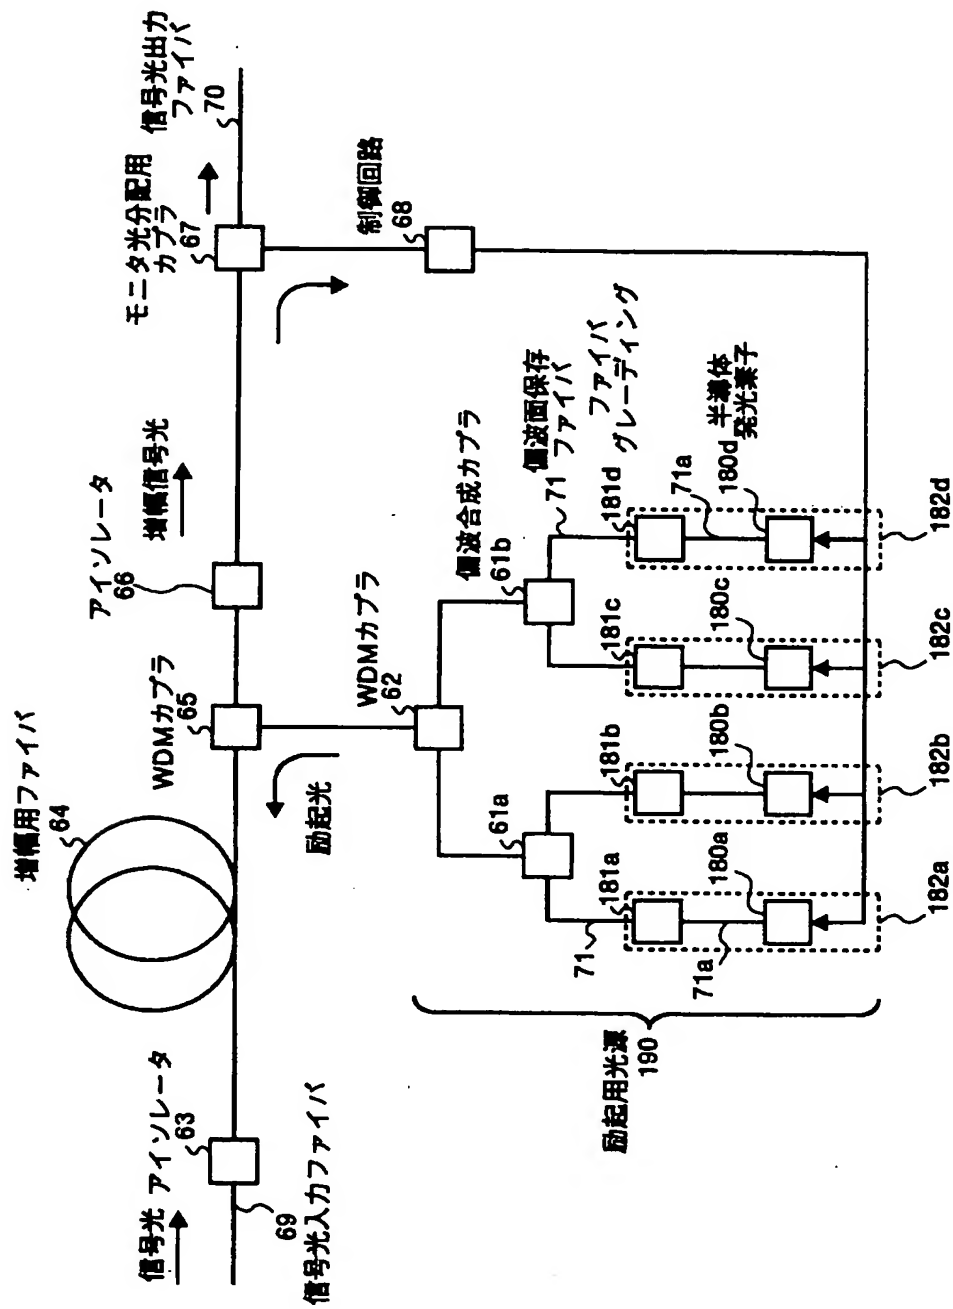 増幅用ファイバ
64
信号光
アイソレータ
63
69
信号光入力ファイバ
WDMカプラ
65
アイソレータ
66
増幅信号光
モニタ光分配用
カプラ
67
信号光出力
ファイバ
70
励起光
WDMカプラ
62
制御回路
68
61a
偏波合成カプラ
61b
偏波面保存
ファイバ
71
71
ファイバ
グレーディング
181a
181b
181c
181d
71a
71a
半導体
発光素子
180a
180b
180c
180d
182a
182b
182c
182d
励起用光源
190